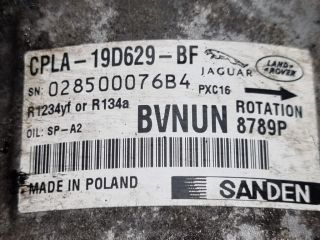 CPLA-19D629-BF
JAGUAR
LAND ROVER
SN: 028500076B4 PXC16
R1234yf or R134a
OIL: SP-A2
BVNUN
ROTATION
8789P
MADE IN POLAND
SANDEN